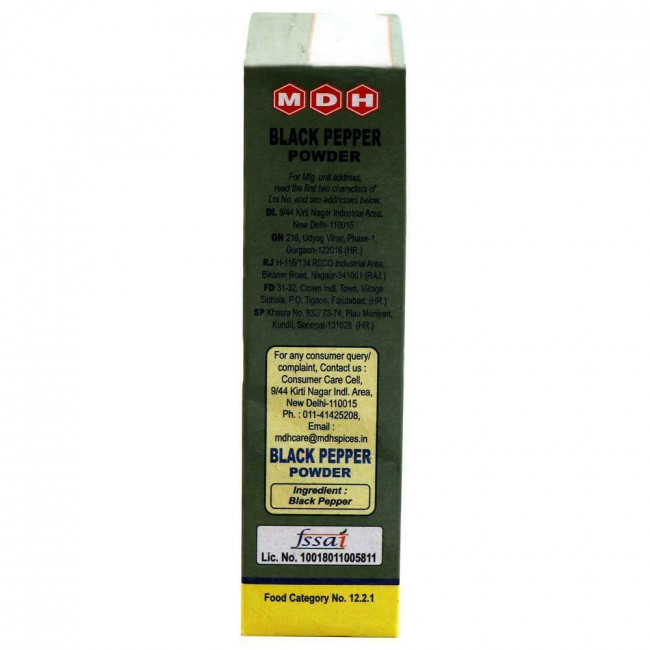 MDH
BLACK PEPPER
POWDER
For Mfg. unit address,
read the first two characters of
Lot No. and see addresses below.
DL 9/44 Kirti Nagar Industrial Area,
New Delhi-110015
GN 216, Udyog Vihar, Phase-1,
Gurgaon-122016 (HR.)
RJ H-116/134 RIICO Industrial Area,
Bikaner Road, Nagour-341001 (RAJ.)
FD 31-32, Crown Indl. Town, Village
Sidhola, P.O. Tigaon, Faridabad, (HR.)
SP Khasra No. 932/ 73-74, Piau Maniyari,
Kundli, Sonepat-131028 (HR.)
For any consumer query/
complaint, Contact us :
Consumer Care Cell,
9/44 Kirti Nagar Indl. Area,
New Delhi-110015
Ph. : 011-41425208,
Email :
mdhcare@mdhspices.in
BLACK PEPPER
POWDER
Ingredient :
Black Pepper
fssai
Lic. No. 10018011005811
Food Category No. 12.2.1